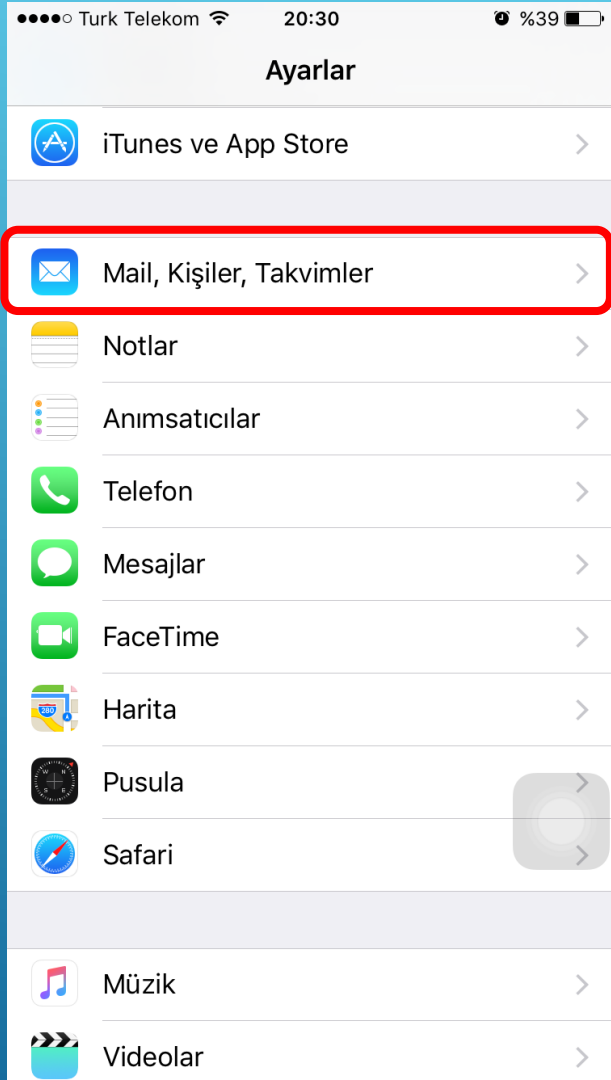 Turk Telekom 20:30 %39
Ayarlar
iTunes ve App Store
Mail, Kişiler, Takvimler
Notlar
Anımsatıcılar
Telefon
Mesajlar
FaceTime
280
Harita
Pusula
Safari
Müzik
Videolar